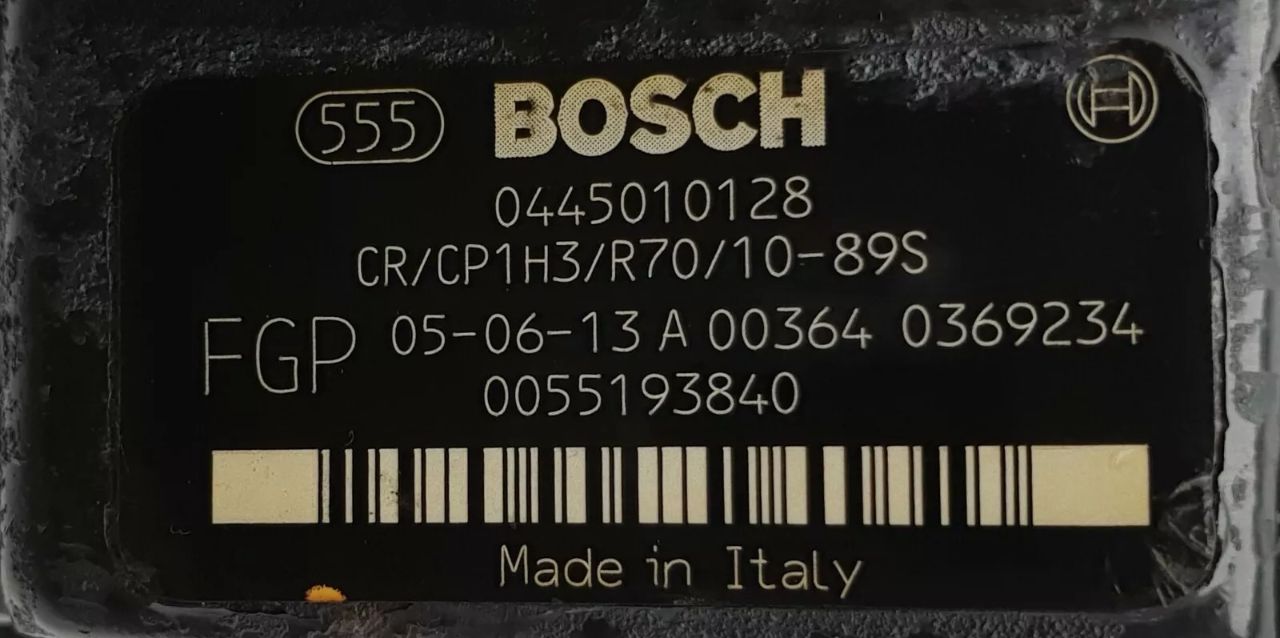 555 BOSCH
0445010128
CR/CP1H3/R70/10-89S
FGP 05-06-13 A 00364 0369234
0055193840
Made in Italy